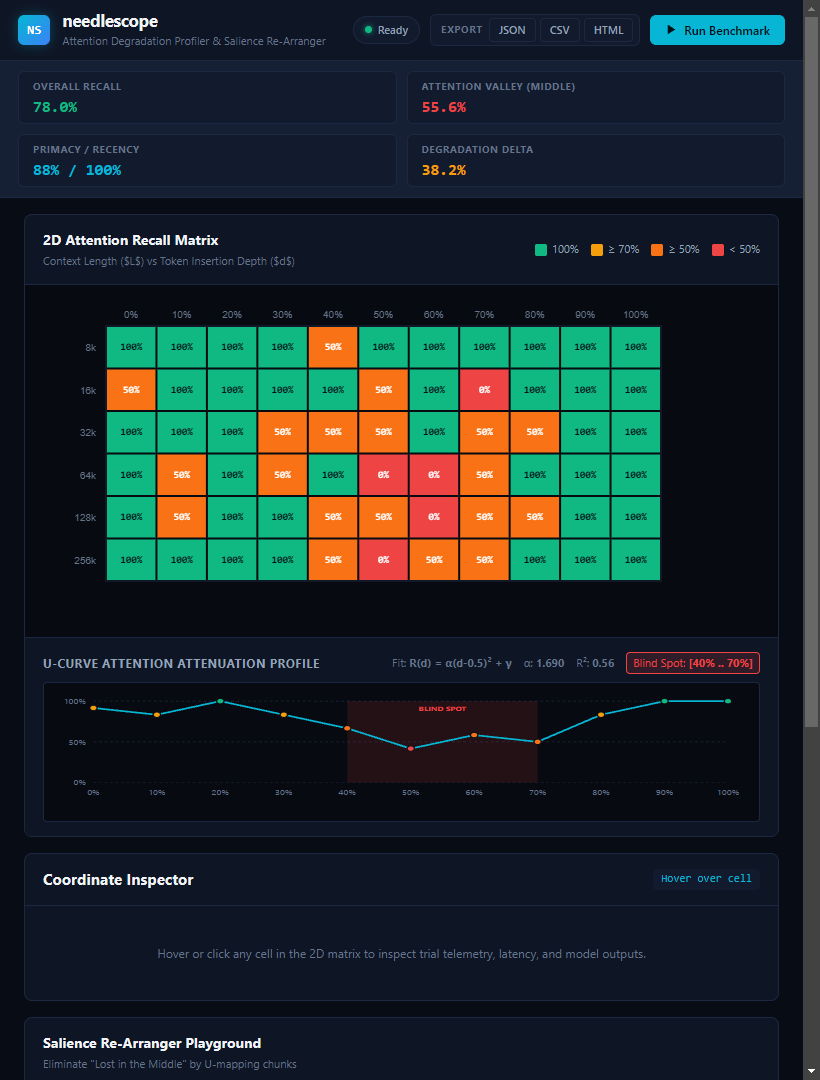 NS
needlescope
Attention Degradation Profiler & Salience Re-Arranger
Ready
EXPORT JSON CSV HTML
Run Benchmark
OVERALL RECALL
78.0%
ATTENTION VALLEY (MIDDLE)
55.6%
PRIMACY / RECENCY
88% / 100%
DEGRADATION DELTA
38.2%
2D Attention Recall Matrix
Context Length ($L$) vs Token Insertion Depth ($d$)
100% ≥ 70% ≥ 50% < 50%
0% 10% 20% 30% 40% 50% 60% 70% 80% 90% 100%
8k 100% 100% 100% 100% 50% 100% 100% 100% 100% 100% 100%
16k 50% 100% 100% 100% 100% 50% 100% 0% 100% 100% 100%
32k 100% 100% 100% 50% 50% 50% 100% 50% 50% 100% 100%
64k 100% 50% 100% 50% 100% 0% 0% 50% 100% 100% 100%
128k 100% 50% 100% 100% 50% 50% 0% 50% 50% 100% 100%
256k 100% 100% 100% 100% 50% 0% 50% 50% 100% 100% 100%
U-CURVE ATTENTION ATTENUATION PROFILE
Fit: R(d) = α(d-0.5)² + γ α: 1.690 R²: 0.56
Blind Spot: [40% .. 70%]
100%
BLIND SPOT
50%
0%
0% 10% 20% 30% 40% 50% 60% 70% 80% 90% 100%
Coordinate Inspector
Hover over cell
Hover or click any cell in the 2D matrix to inspect trial telemetry, latency, and model outputs.
Salience Re-Arranger Playground
Eliminate "Lost in the Middle" by U-mapping chunks